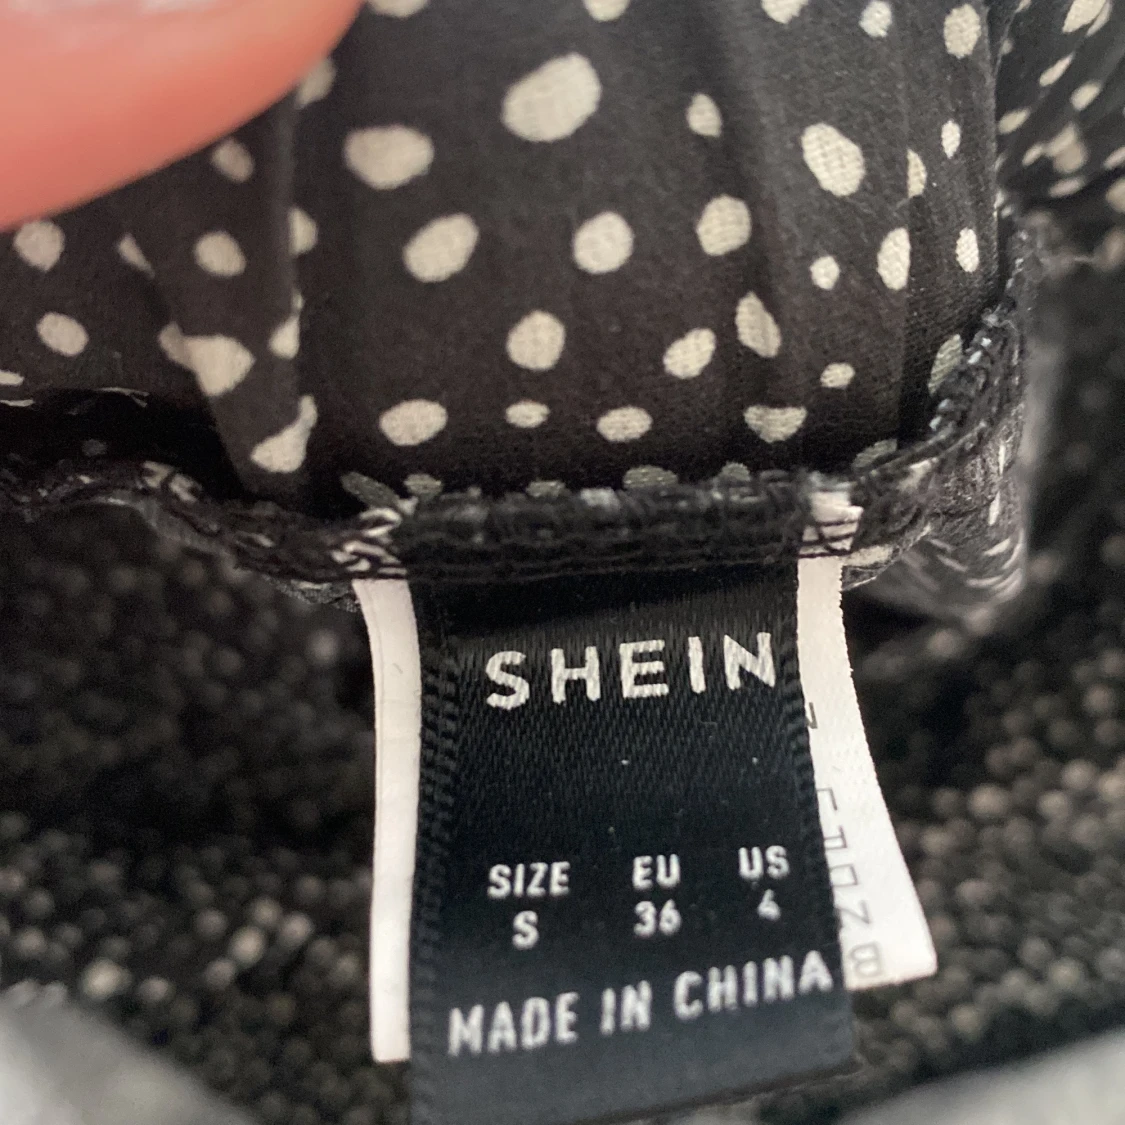 SHEIN
SIZE EU US
S 36 4
MADE IN CHINA